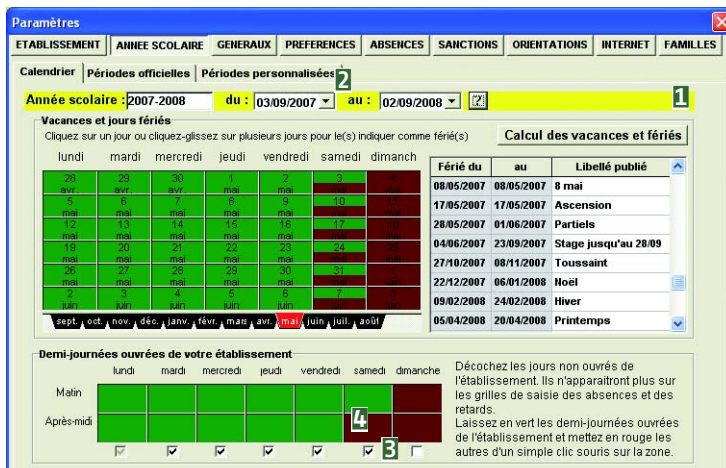 Paramètres
ETABLISSEMENT ANNEE SCOLAIRE GENERAUX PREFERENCES ABSENCES SANCTIONS ORIENTATIONS INTERNET FAMILLES
Calendrier Périodes officielles Périodes personnalisées
2
Année scolaire : 2007-2008 du : 03/09/2007 au : 02/09/2008 ? 1
Vacances et jours fériés
Cliquez sur un jour ou cliquez-glissez sur plusieurs jours pour le(s) indiquer comme férié(s)
Calcul des vacances et fériés
lundi mardi mercredi jeudi vendredi samedi dimanch
28 29 30 1 2 3 4
avr. avr. avr. mai mai mai mai
5 6 7 8 9 10 11
mai mai mai mai mai mai mai
12 13 14 15 16 17 18
mai mai mai mai mai mai mai
19 20 21 22 23 24 25
mai mai mai mai mai mai mai
26 27 28 29 30 31 1
mai mai mai mai mai mai
2 3 4 5 6 7 8
juin juin juin juin juin juin juin
sept. oct. nov. déc. janv. févr. mars avr. mai juin juil. août
Férié du au Libellé publié
08/05/2007 08/05/2007 8 mai
17/05/2007 17/05/2007 Ascension
28/05/2007 01/06/2007 Partiels
04/06/2007 23/09/2007 Stage jusqu'au 28/09
27/10/2007 08/11/2007 Toussaint
22/12/2007 06/01/2008 Noël
09/02/2008 24/02/2008 Hiver
05/04/2008 20/04/2008 Printemps
Demi-journées ouvrées de votre établissement
lundi mardi mercredi jeudi vendredi samedi dimanche
Matin
Après-midi
4
3
Décochez les jours non ouvrés de
l'établissement. Ils n'apparaitront plus sur
les grilles de saisie des absences et des
retards.
Laissez en vert les demi-journées ouvrées
de l'établissement et mettez en rouge les
autres d'un simple clic souris sur la zone.